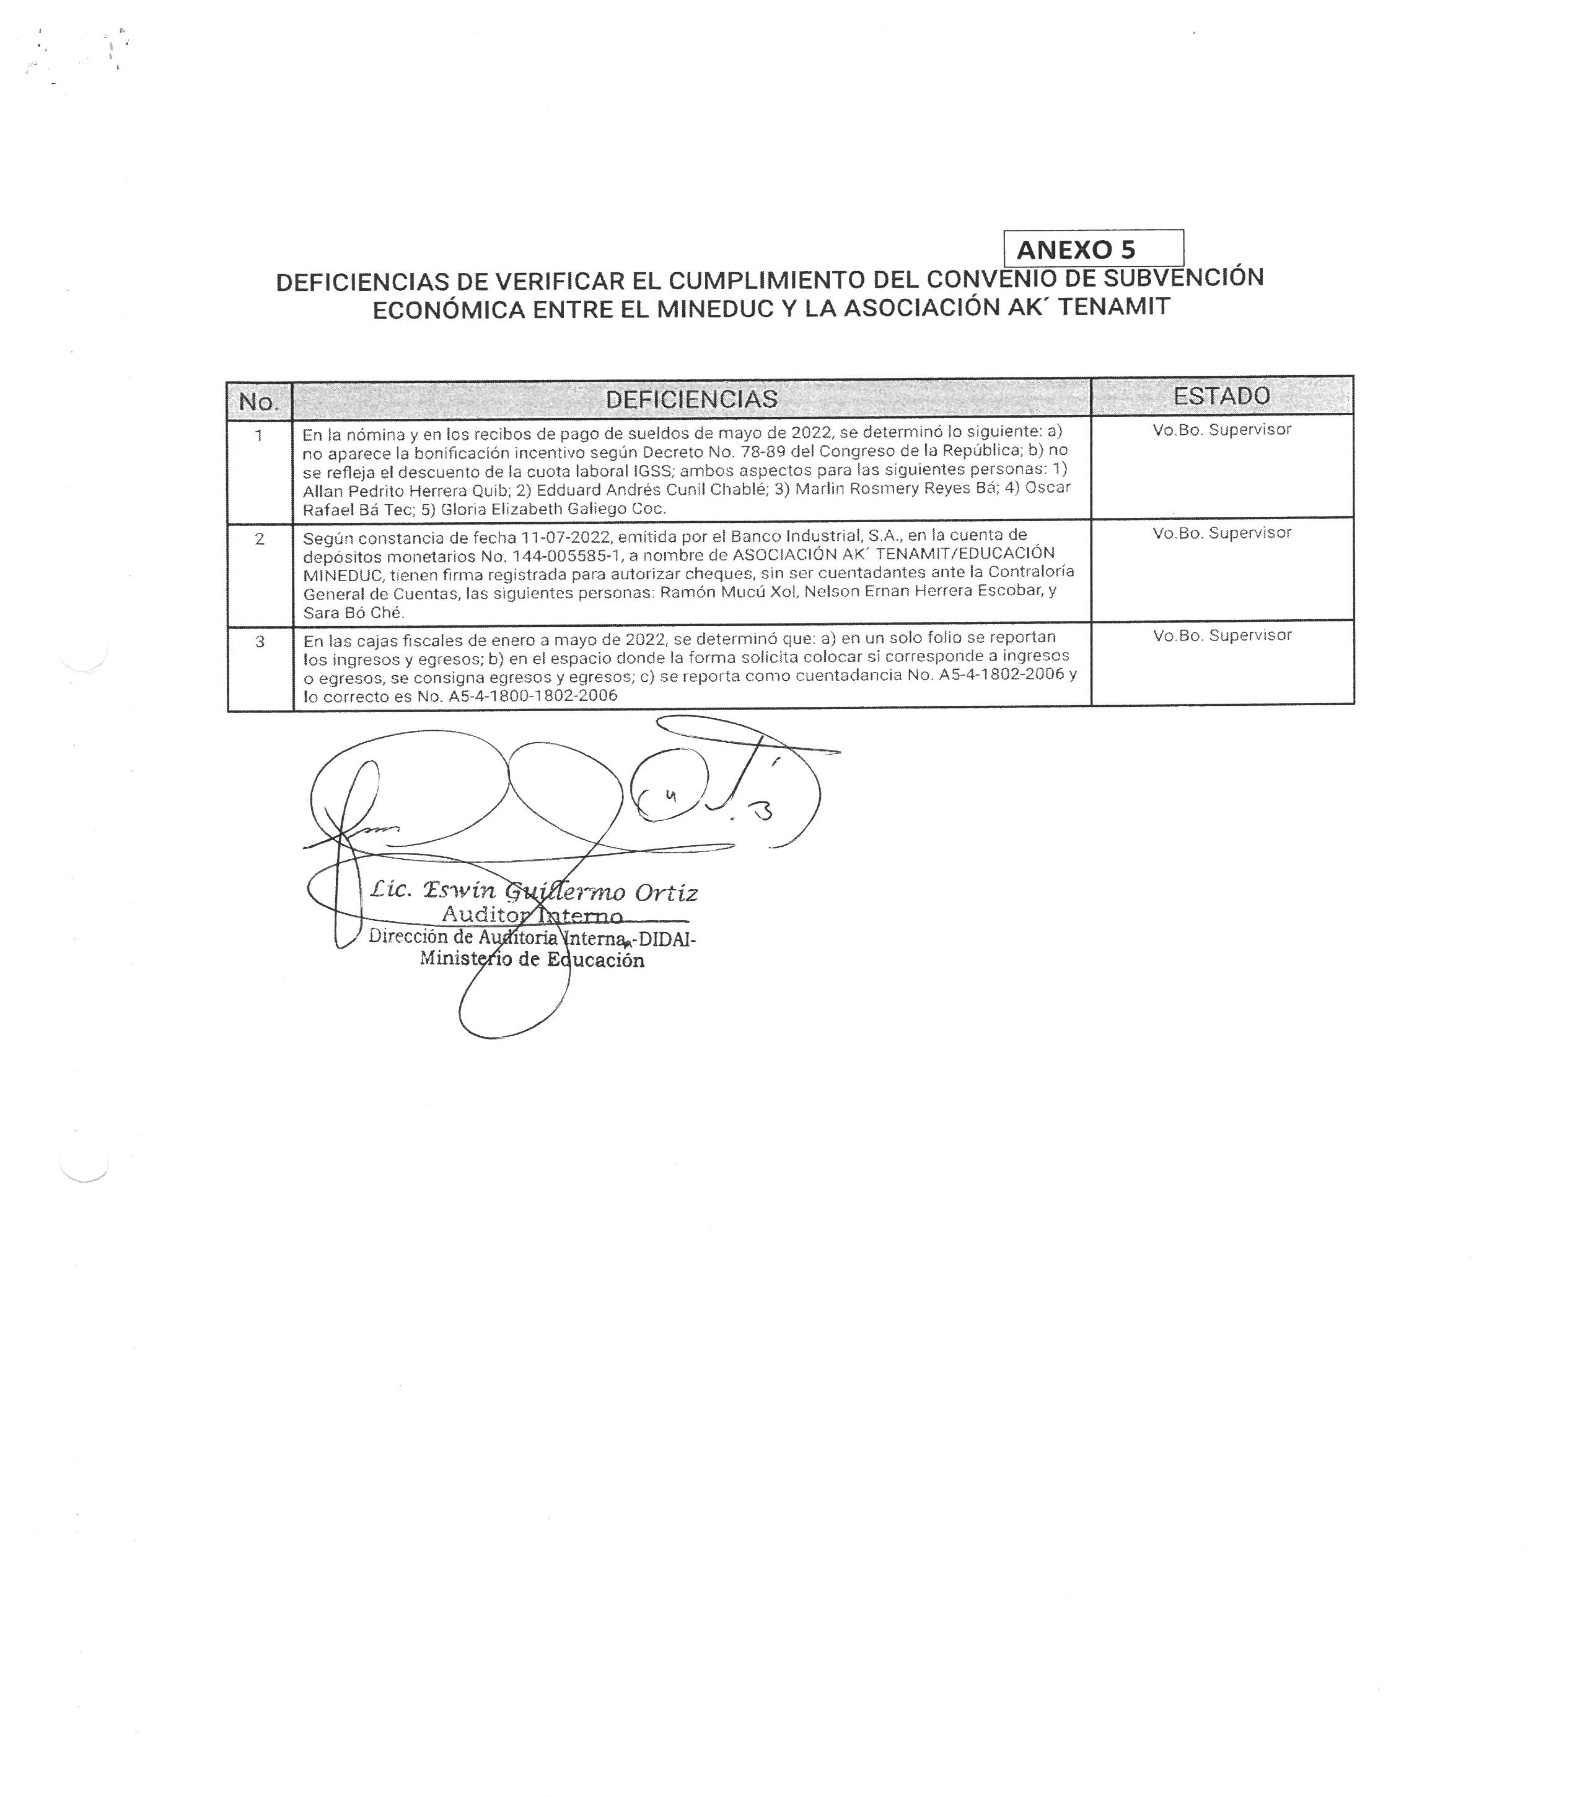 ANEXO 5
DEFICIENCIAS DE VERIFICAR EL CUMPLIMIENTO DEL CONVENIO DE SUBVENCIÓN
ECONÓMICA ENTRE EL MINEDUC Y LA ASOCIACIÓN AK´ TENAMIT
No. DEFICIENCIAS ESTADO
1 En la nómina y en los recibos de pago de sueldos de mayo de 2022, se determinó lo siguiente: a) Vo.Bo. Supervisor
no aparece la bonificación incentivo según Decreto No. 78-89 del Congreso de la República; b) no
se refleja el descuento de la cuota laboral IGSS; ambos aspectos para las siguientes personas: 1)
Allan Pedrito Herrera Quib; 2) Edduard Andrés Cunil Chablé; 3) Marlin Rosmery Reyes Bá; 4) Oscar
Rafael Bá Tec; 5) Gloria Elizabeth Galiego Coc.
2 Según constancia de fecha 11-07-2022, emitida por el Banco Industrial, S.A., en la cuenta de Vo.Bo. Supervisor
depósitos monetarios No. 144-005585-1, a nombre de ASOCIACIÓN AK´ TENAMIT/EDUCACIÓN
MINEDUC, tienen firma registrada para autorizar cheques, sin ser cuentadantes ante la Contraloría
General de Cuentas, las siguientes personas: Ramón Mucú Xol, Nelson Ernan Herrera Escobar, y
Sara Bó Ché.
3 En las cajas fiscales de enero a mayo de 2022, se determinó que: a) en un solo folio se reportan Vo.Bo. Supervisor
los ingresos y egresos; b) en el espacio donde la forma solicita colocar si corresponde a ingresos
o egresos, se consigna egresos y egresos; c) se reporta como cuentadancia No. A5-4-1802-2006 y
lo correcto es No. A5-4-1800-1802-2006
Lic. Eswin Guillermo Ortiz
Auditor Interno
Dirección de Auditoría Interna -DIDAI-
Ministerio de Educación